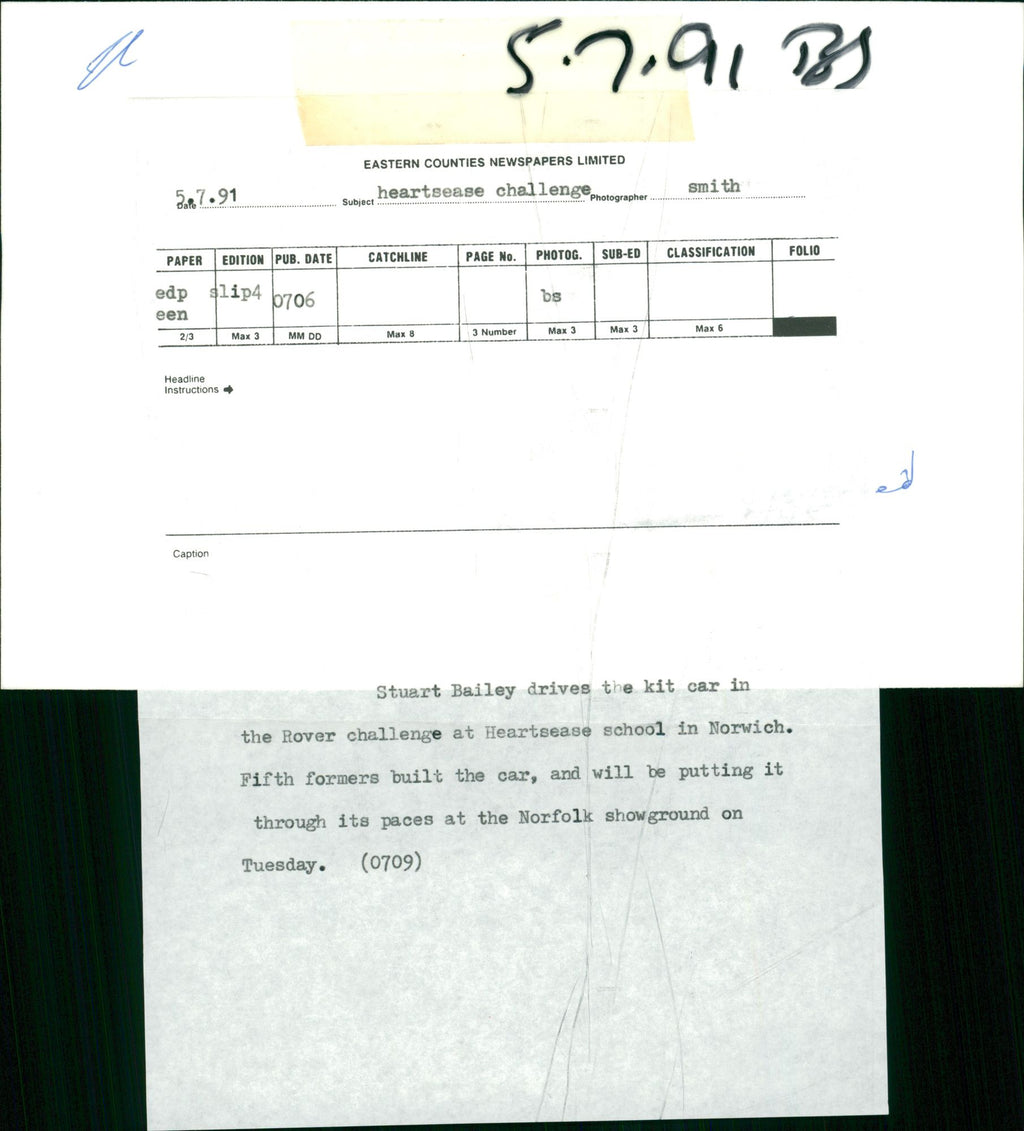 5.7.91 BS
EASTERN COUNTIES NEWSPAPERS LIMITED
Date 5.7.91 Subject heartsease challenge Photographer smith
PAPER EDITION PUB. DATE CATCHLINE PAGE No. PHOTOG. SUB-ED CLASSIFICATION FOLIO
edp slip4 0706 bs
een
2/3 Max 3 MM DD Max 8 3 Number Max 3 Max 3 Max 6
Headline
Instructions
ed
Caption
Stuart Bailey drives the kit car in
the Rover challenge at Heartsease school in Norwich.
Fifth formers built the car, and will be putting it
through its paces at the Norfolk showground on
Tuesday. (0709)